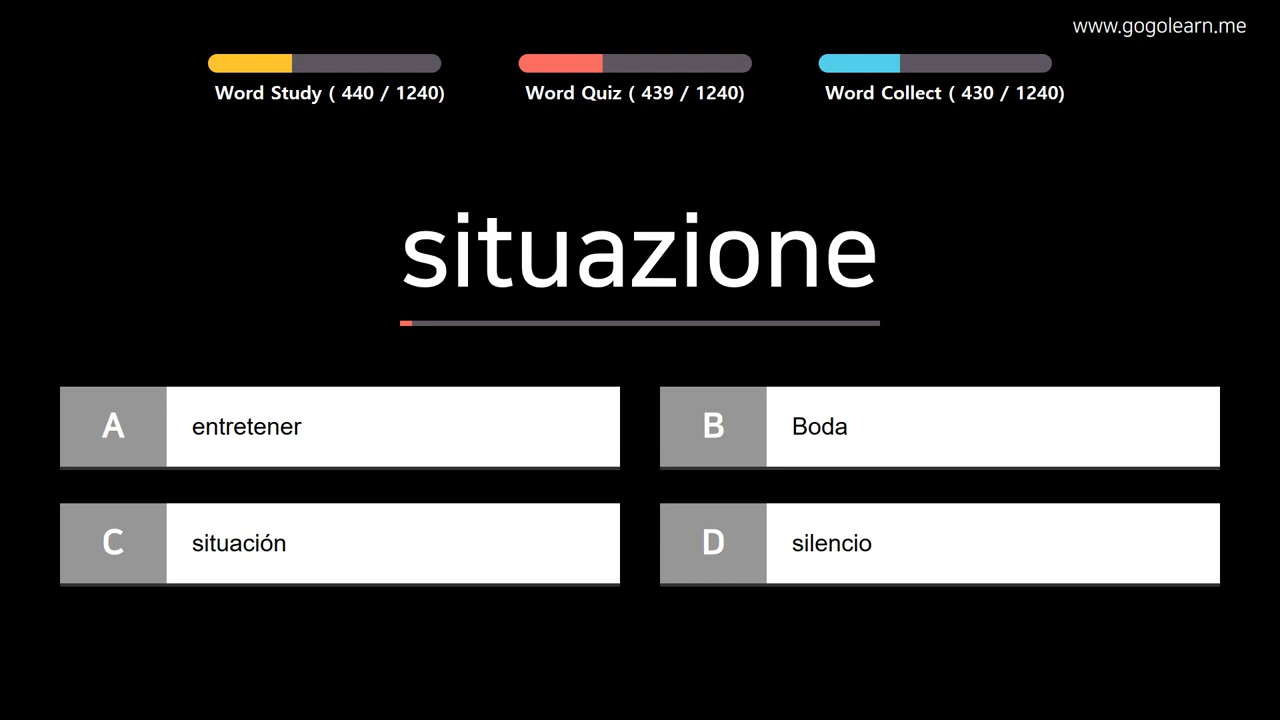 www.gogolearn.me
Word Study ( 440 / 1240)
Word Quiz ( 439 / 1240)
Word Collect ( 430 / 1240)
situazione
A
entretener
B
Boda
C
situación
D
silencio